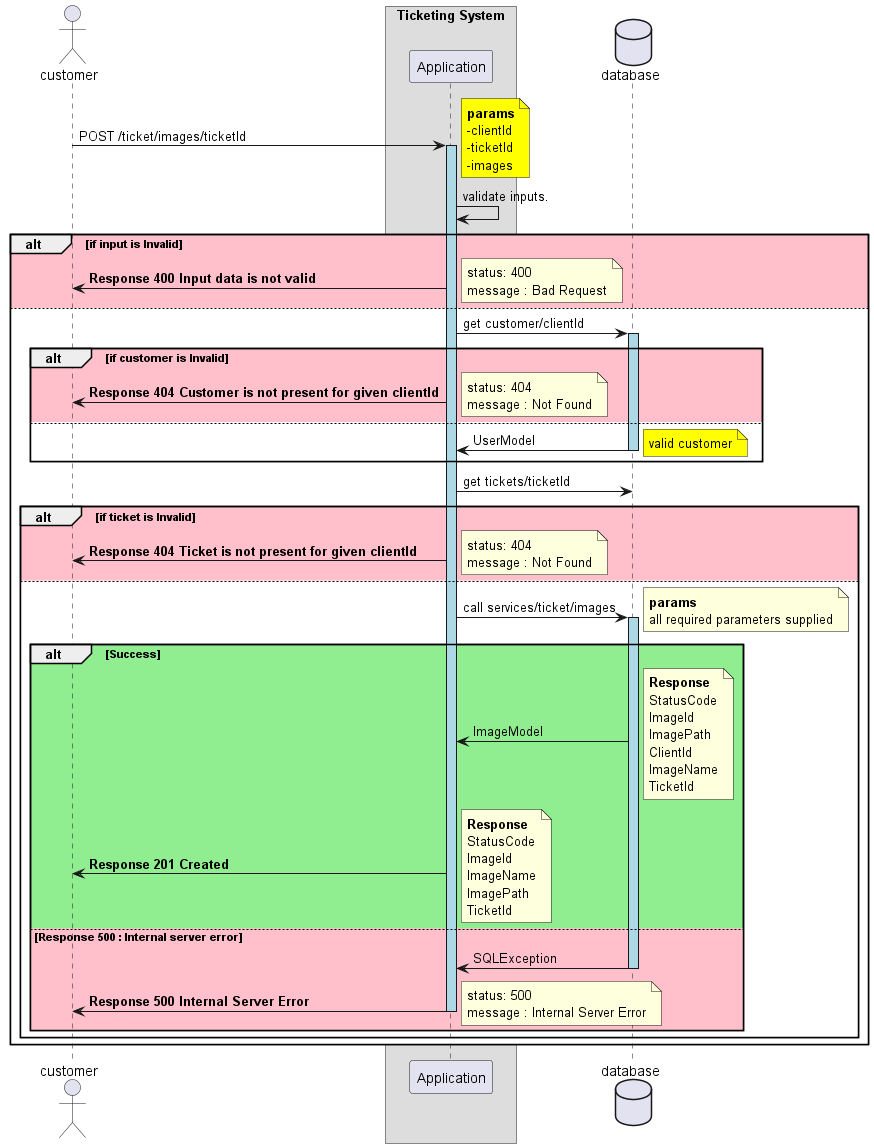 Ticketing System
customer
Application
database
params
-clientId
-ticketId
-images
POST /ticket/images/ticketId
validate inputs.
alt
[if input is Invalid]
Response 400 Input data is not valid
status: 400
message : Bad Request
get customer/clientId
alt
[if customer is Invalid]
Response 404 Customer is not present for given clientId
status: 404
message : Not Found
UserModel
valid customer
get tickets/ticketId
alt
[if ticket is Invalid]
Response 404 Ticket is not present for given clientId
status: 404
message : Not Found
call services/ticket/images
params
all required parameters supplied
alt
[Success]
ImageModel
Response
StatusCode
ImageId
ImagePath
ClientId
ImageName
TicketId
Response 201 Created
Response
StatusCode
ImageId
ImageName
ImagePath
TicketId
[Response 500 : Internal server error]
SQLException
Response 500 Internal Server Error
status: 500
message : Internal Server Error
customer
Application
database